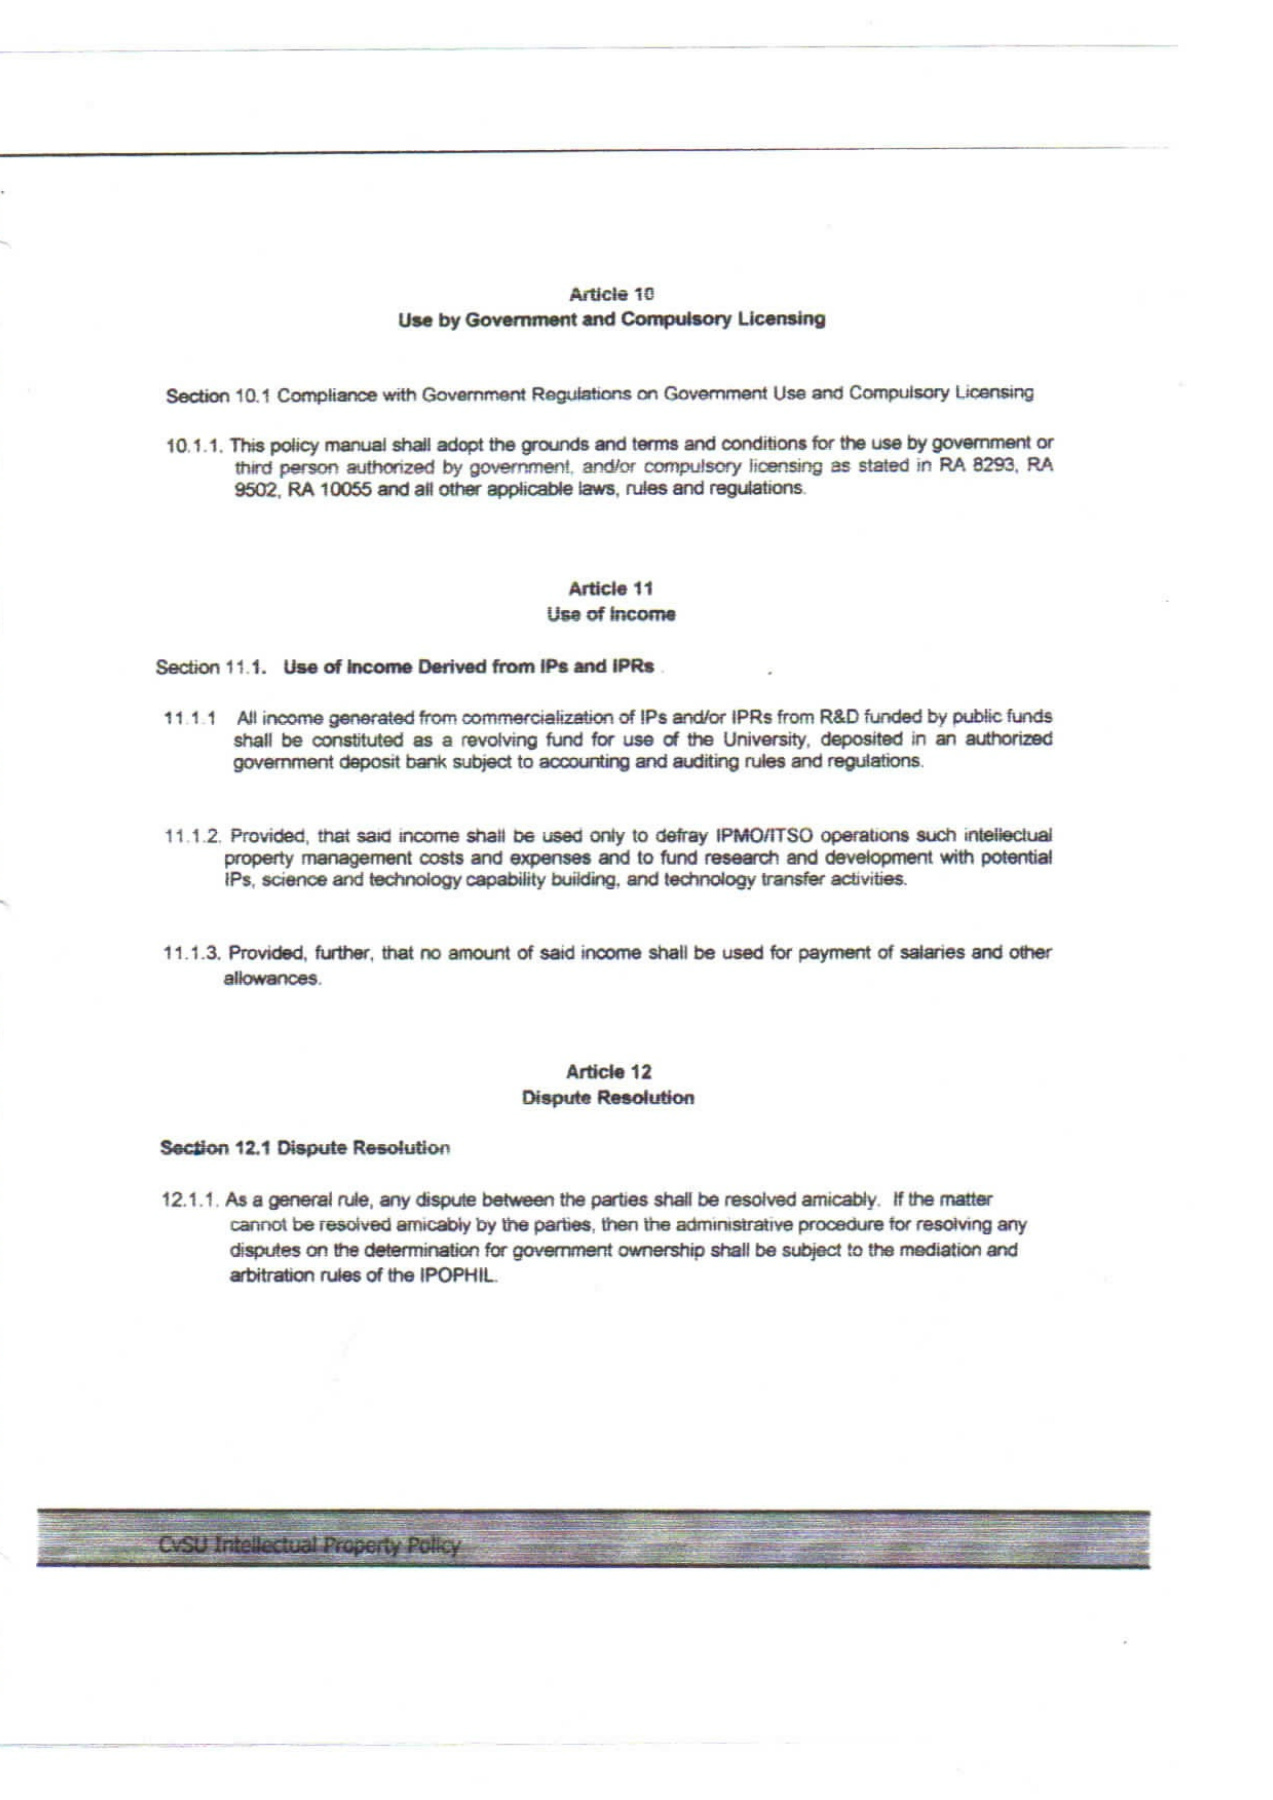 Article 10
Use by Government and Compulsory Licensing
Section 10.1 Compliance with Government Regulations on Government Use and Compulsory Licensing
10.1.1. This policy manual shall adopt the grounds and terms and conditions for the use by government or
third person authorized by government, and/or compulsory licensing as stated in RA 8293, RA
9502, RA 10055 and all other applicable laws, rules and regulations.
Article 11
Use of Income
Section 11.1. Use of Income Derived from IPs and IPRs
11.1.1 All income generated from commercialization of IPs and/or IPRs from R&D funded by public funds
shall be constituted as a revolving fund for use of the University, deposited in an authorized
government deposit bank subject to accounting and auditing rules and regulations.
11.1.2. Provided, that said income shall be used only to defray IPMO/ITSO operations such intellectual
property management costs and expenses and to fund research and development with potential
IPs, science and technology capability building, and technology transfer activities.
11.1.3. Provided, further, that no amount of said income shall be used for payment of salaries and other
allowances.
Article 12
Dispute Resolution
Section 12.1 Dispute Resolution
12.1.1. As a general rule, any dispute between the parties shall be resolved amicably. If the matter
cannot be resolved amicably by the parties, then the administrative procedure for resolving any
disputes on the determination for government ownership shall be subject to the mediation and
arbitration rules of the IPOPHIL.
CvSU Intellectual Property Policy